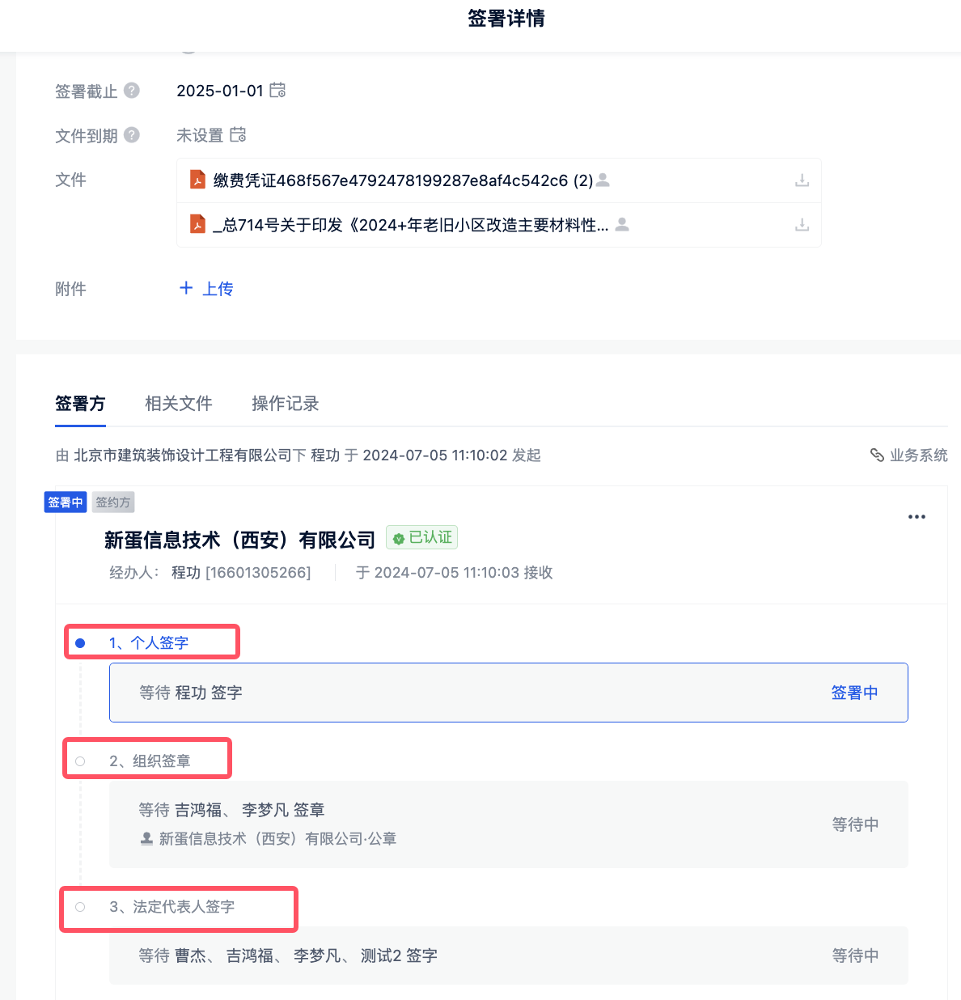 签署详情
签署截止 ? 2025-01-01
文件到期 ? 未设置
文件
缴费凭证468f567e4792478199287e8af4c542c6 (2)
_总714号关于印发《2024+年老旧小区改造主要材料性...
附件 + 上传
签署方 相关文件 操作记录
由 北京市建筑装饰设计工程有限公司下 程功 于 2024-07-05 11:10:02 发起 业务系统
签署中 签约方
新蛋信息技术（西安）有限公司 已认证
经办人： 程功 [16601305266] 于 2024-07-05 11:10:03 接收
1、个人签字
等待 程功 签字 签署中
2、组织签章
等待 吉鸿福、 李梦凡 签章
等待中
新蛋信息技术（西安）有限公司·公章
3、法定代表人签字
等待 曹杰、 吉鸿福、 李梦凡、 测试2 签字 等待中